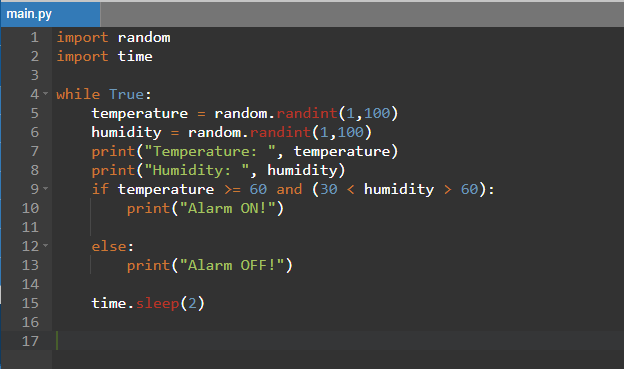 main.py
1 import random
2 import time
3
4 while True:
5     temperature = random.randint(1,100)
6     humidity = random.randint(1,100)
7     print("Temperature: ", temperature)
8     print("Humidity: ", humidity)
9     if temperature >= 60 and (30 < humidity > 60):
10         print("Alarm ON!")
11
12     else:
13         print("Alarm OFF!")
14
15     time.sleep(2)
16
17